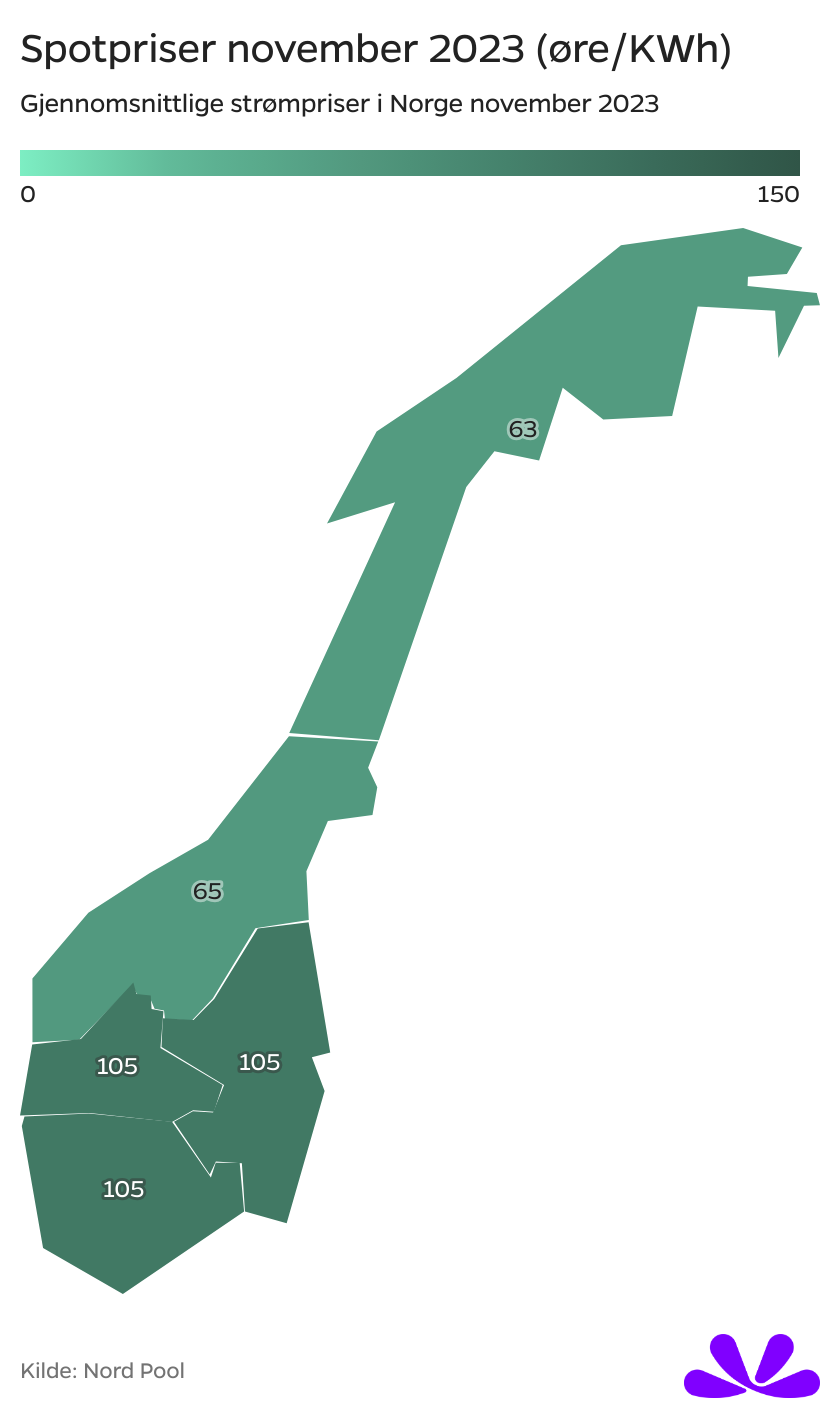 Spotpriser november 2023 (øre/KWh)
Gjennomsnittlige strømpriser i Norge november 2023
0 150
63
65
105 105
105
Kilde: Nord Pool